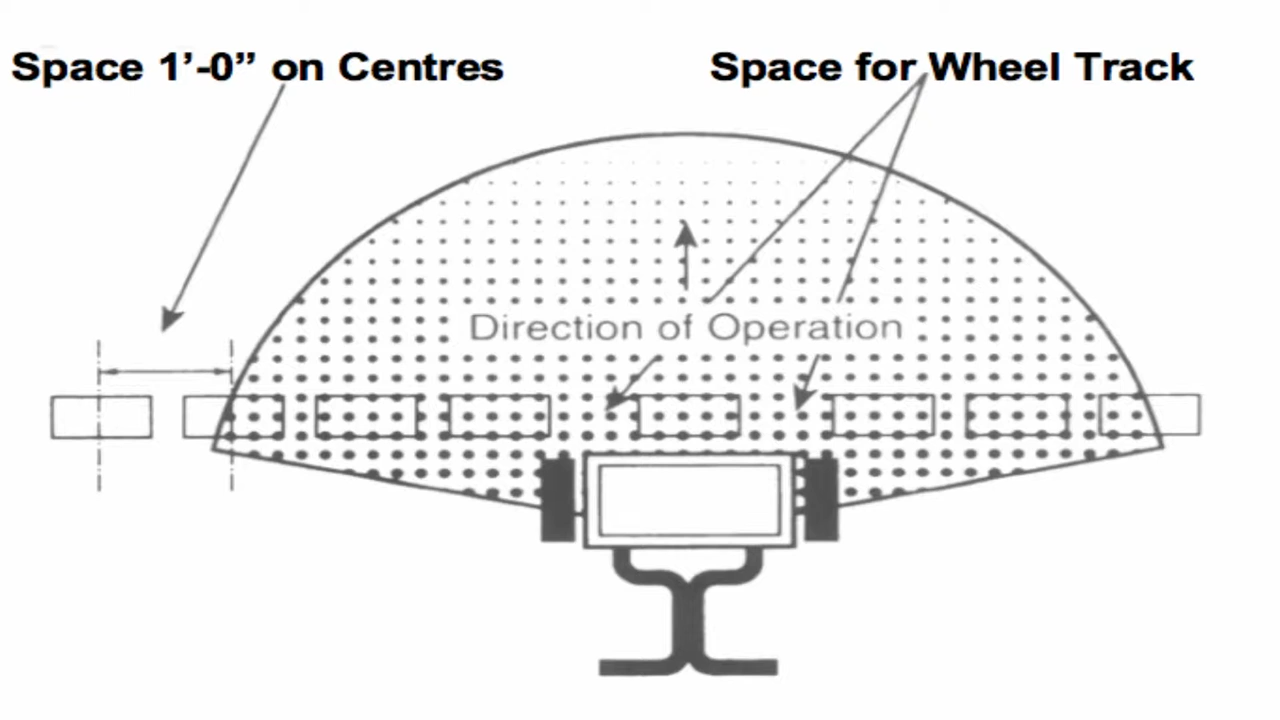 Space 1’-0” on Centres
Space for Wheel Track
Direction of Operation